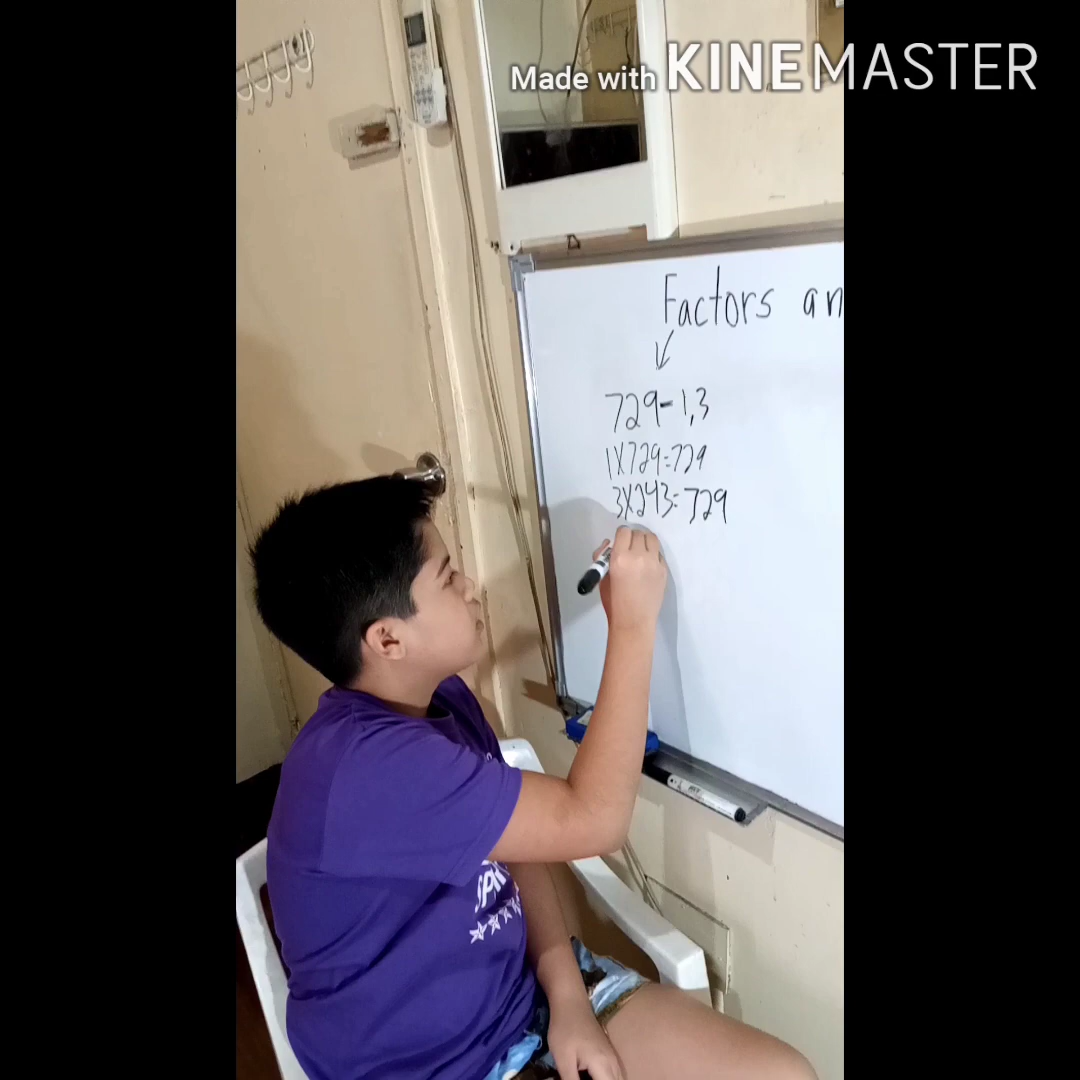 Made with KINEMASTER
Factors an
729-1,3
1X729=729
3X243=729